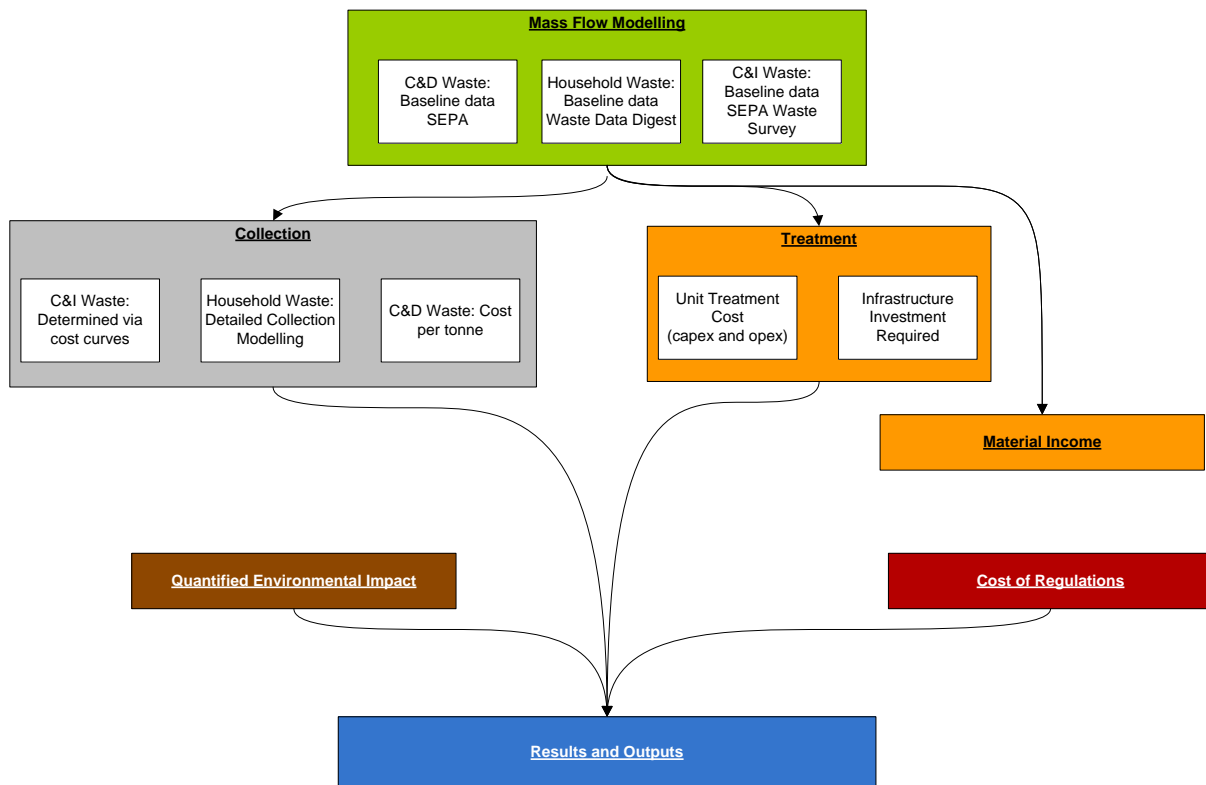 Mass Flow Modelling
C&D Waste:
Baseline data
SEPA
Household Waste:
Baseline data
Waste Data Digest
C&I Waste:
Baseline data
SEPA Waste
Survey
Collection
C&I Waste:
Determined via
cost curves
Household Waste:
Detailed Collection
Modelling
C&D Waste: Cost
per tonne
Treatment
Unit Treatment
Cost
(capex and opex)
Infrastructure
Investment
Required
Material Income
Quantified Environmental Impact
Cost of Regulations
Results and Outputs